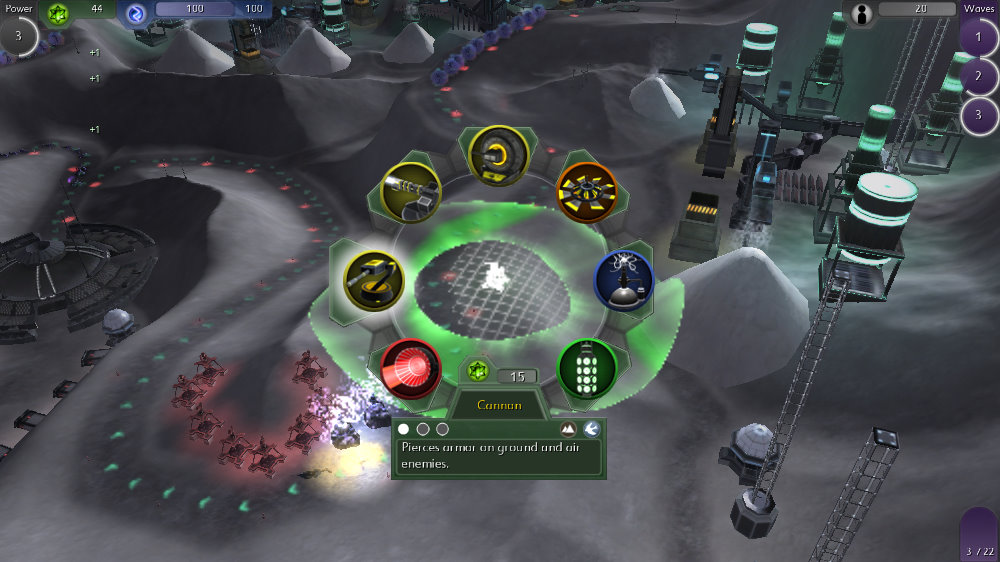 Power
3
44
100
100
20
Waves
1
2
3
+1
+1
+1
15
Cannon
Pierces armor on ground and air
enemies.
3 / 22